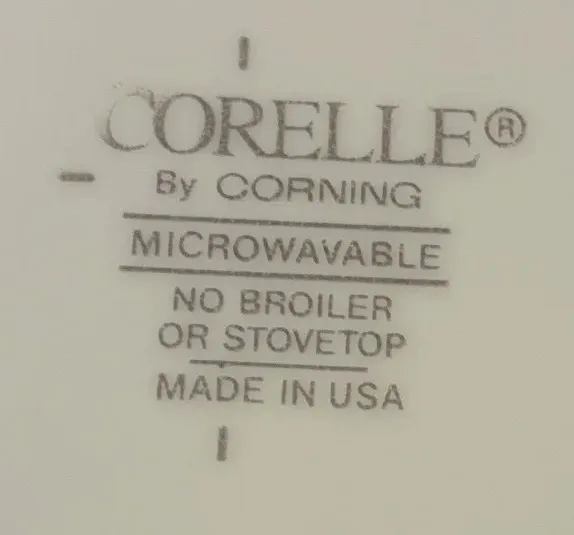 CORELLE®
By CORNING
MICROWAVABLE
NO BROILER
OR STOVETOP
MADE IN USA